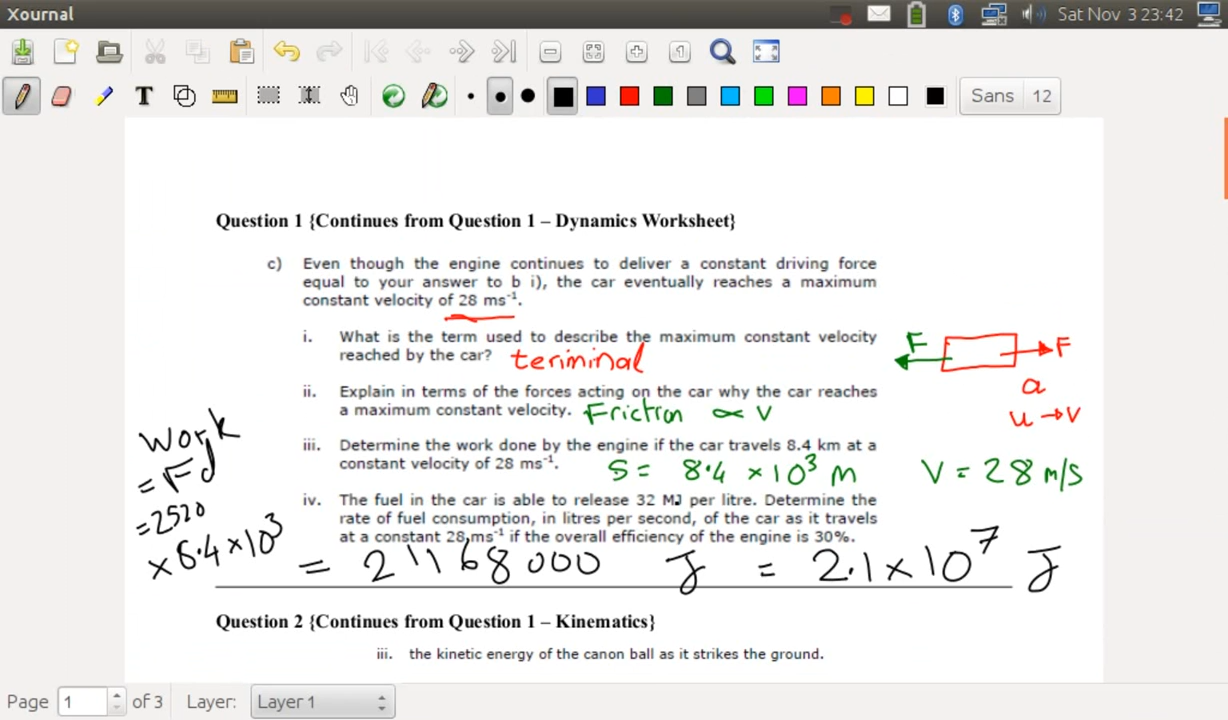 Xournal
Sat Nov 3 23:42
T
Sans 12
Question 1 {Continues from Question 1 – Dynamics Worksheet}
c) Even though the engine continues to deliver a constant driving force
equal to your answer to b i), the car eventually reaches a maximum
constant velocity of 28 ms⁻¹.
i. What is the term used to describe the maximum constant velocity
reached by the car? teriminal
F
F
a
u → v
ii. Explain in terms of the forces acting on the car why the car reaches
a maximum constant velocity. Friction ∝ v
iii. Determine the work done by the engine if the car travels 8.4 km at a
constant velocity of 28 ms⁻¹. S = 8.4 × 10³ m V = 28 m/s
iv. The fuel in the car is able to release 32 MJ per litre. Determine the
rate of fuel consumption, in litres per second, of the car as it travels
at a constant 28 ms⁻¹ if the overall efficiency of the engine is 30%.
Work
= Fd
= 2520
× 8.4 × 10³
= 21168000 J = 2.1 × 10⁷ J
Question 2 {Continues from Question 1 – Kinematics}
iii. the kinetic energy of the canon ball as it strikes the ground.
Page 1 of 3 Layer: Layer 1